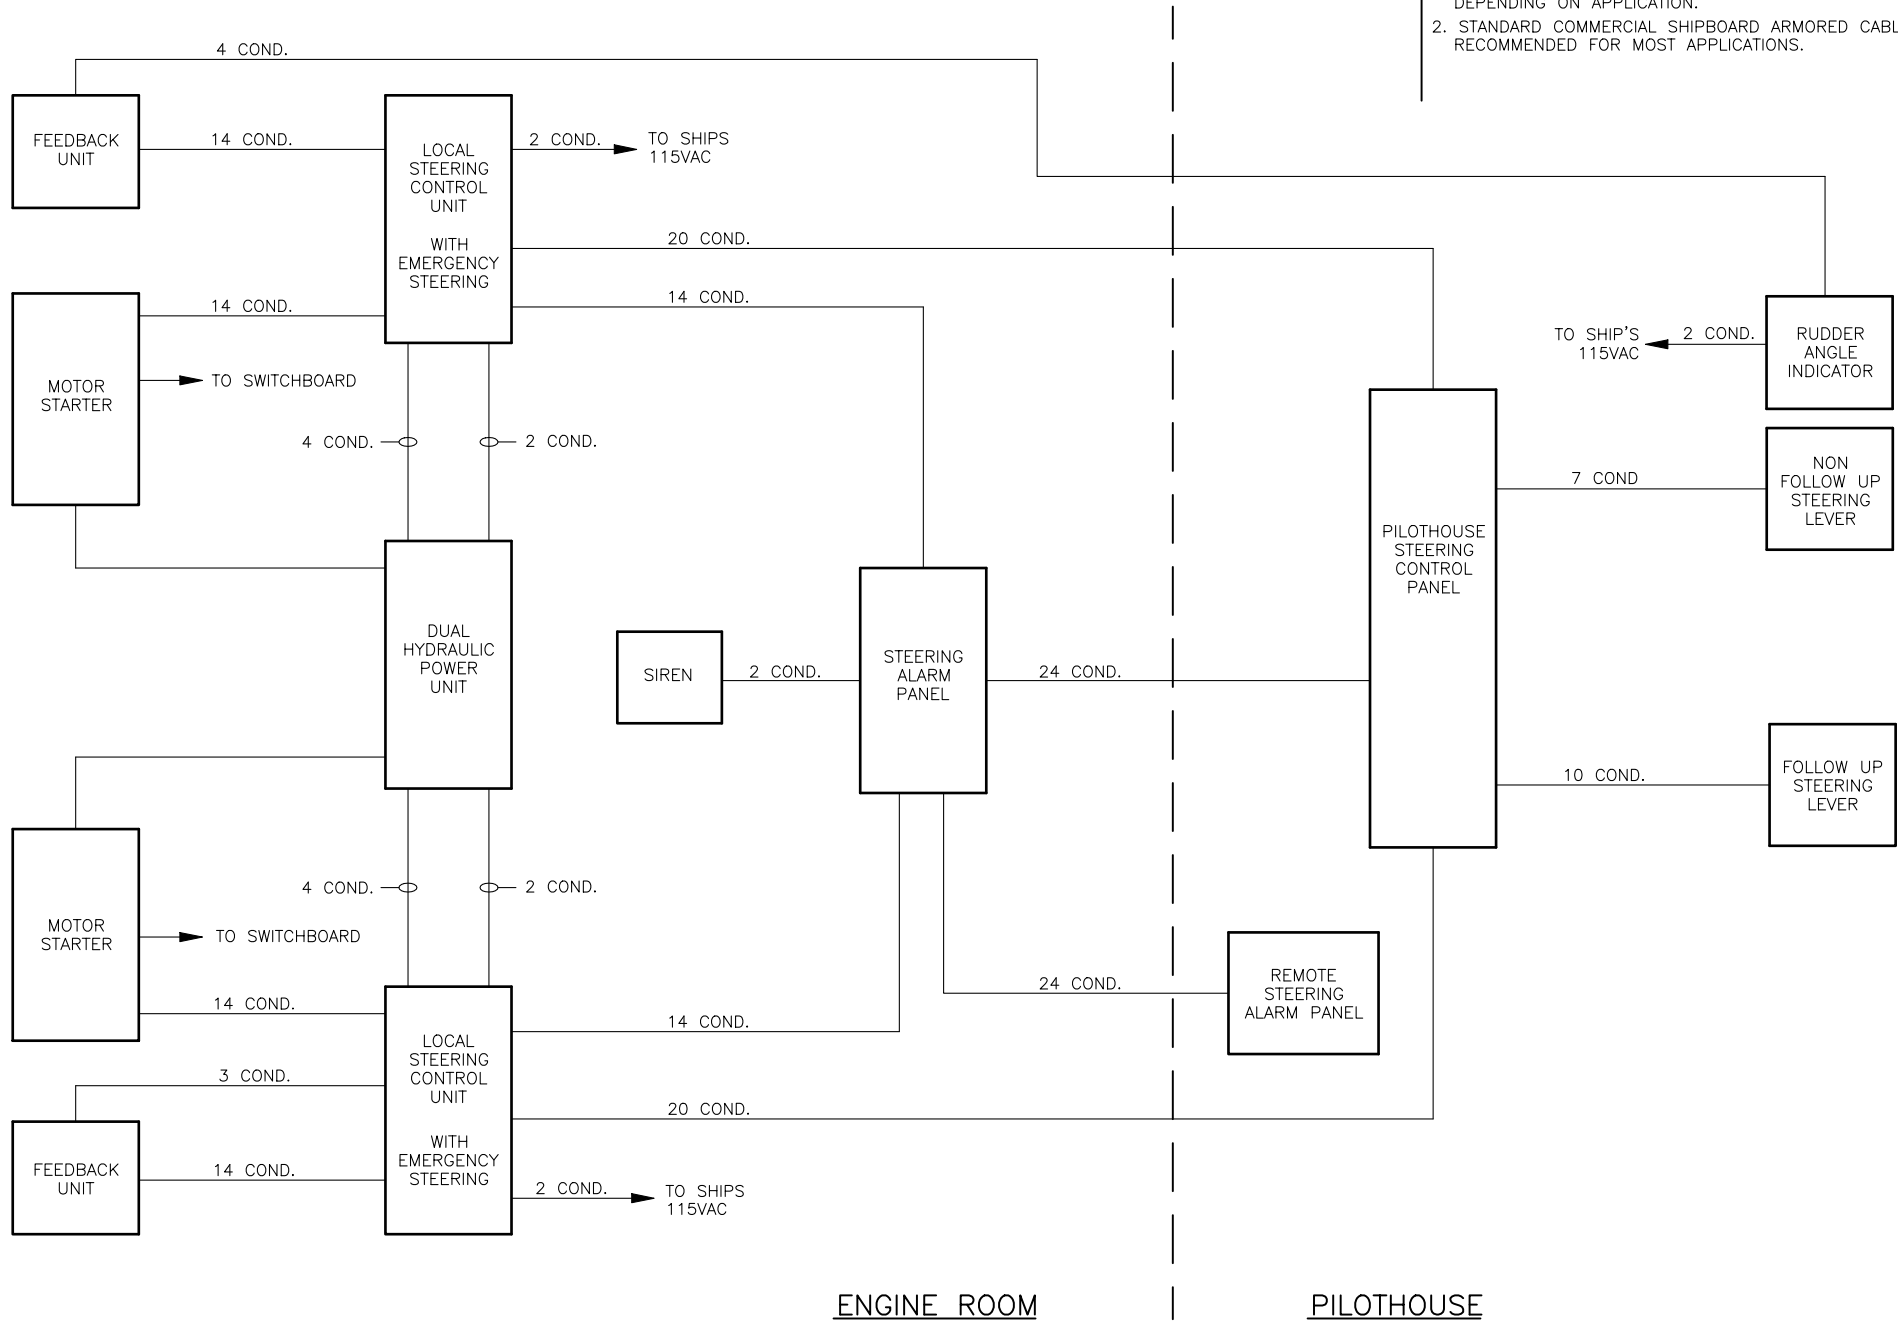 DEPENDING ON APPLICATION.
2. STANDARD COMMERCIAL SHIPBOARD ARMORED
RECOMMENDED FOR MOST APPLICATIONS.
4 COND.
FEEDBACK
UNIT
14 COND.
LOCAL
STEERING
CONTROL
UNIT
WITH
EMERGENCY
STEERING
2 COND.
TO SHIPS
115VAC
20 COND.
14 COND.
14 COND.
MOTOR
STARTER
TO SWITCHBOARD
4 COND.
2 COND.
TO SHIP'S
115VAC
2 COND.
RUDDER
ANGLE
INDICATOR
NON
FOLLOW UP
STEERING
LEVER
7 COND
PILOTHOUSE
STEERING
CONTROL
PANEL
DUAL
HYDRAULIC
POWER
UNIT
SIREN
2 COND.
STEERING
ALARM
PANEL
24 COND.
10 COND.
FOLLOW UP
STEERING
LEVER
4 COND.
2 COND.
MOTOR
STARTER
TO SWITCHBOARD
14 COND.
24 COND.
REMOTE
STEERING
ALARM PANEL
LOCAL
STEERING
CONTROL
UNIT
WITH
EMERGENCY
STEERING
14 COND.
3 COND.
20 COND.
FEEDBACK
UNIT
14 COND.
2 COND.
TO SHIPS
115VAC
ENGINE ROOM
PILOTHOUSE